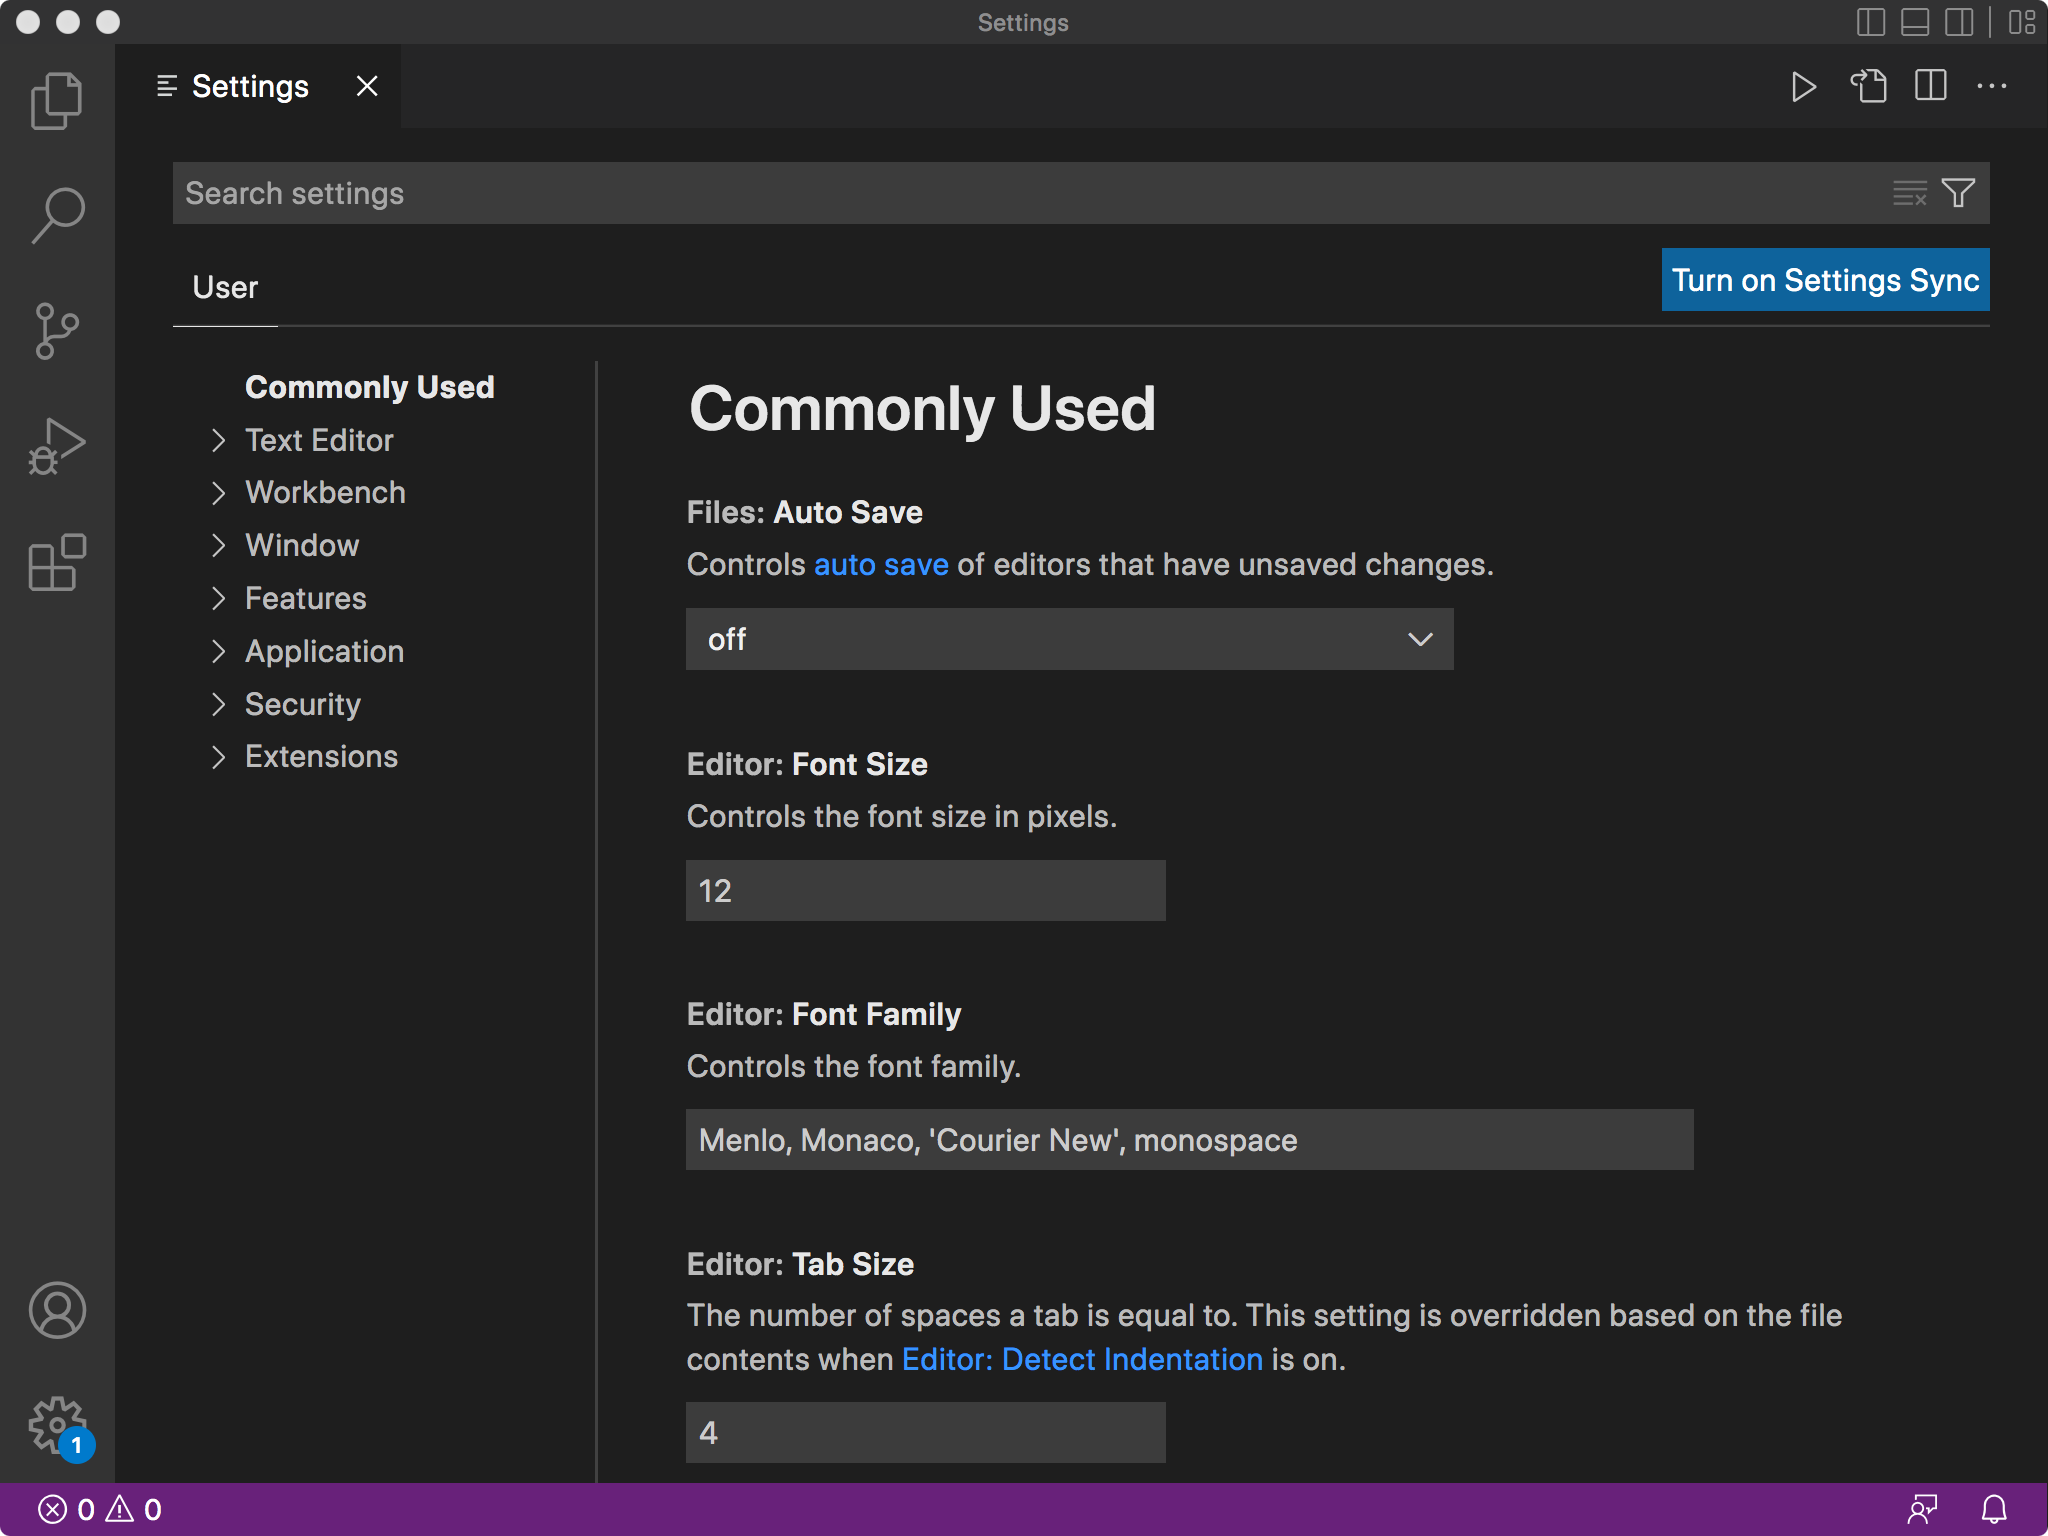 Settings
Settings
Search settings
User
Turn on Settings Sync
Commonly Used
Text Editor
Workbench
Window
Features
Application
Security
Extensions
Commonly Used
Files: Auto Save
Controls auto save of editors that have unsaved changes.
off
Editor: Font Size
Controls the font size in pixels.
12
Editor: Font Family
Controls the font family.
Menlo, Monaco, 'Courier New', monospace
Editor: Tab Size
The number of spaces a tab is equal to. This setting is overridden based on the file
contents when Editor: Detect Indentation is on.
4
1
0 0